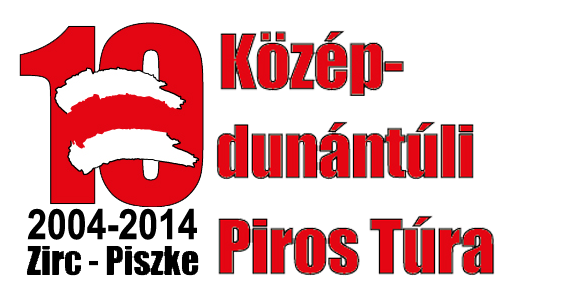 10
2004-2014
Zirc - Piszke
Közép-
dunántúli
Piros Túra